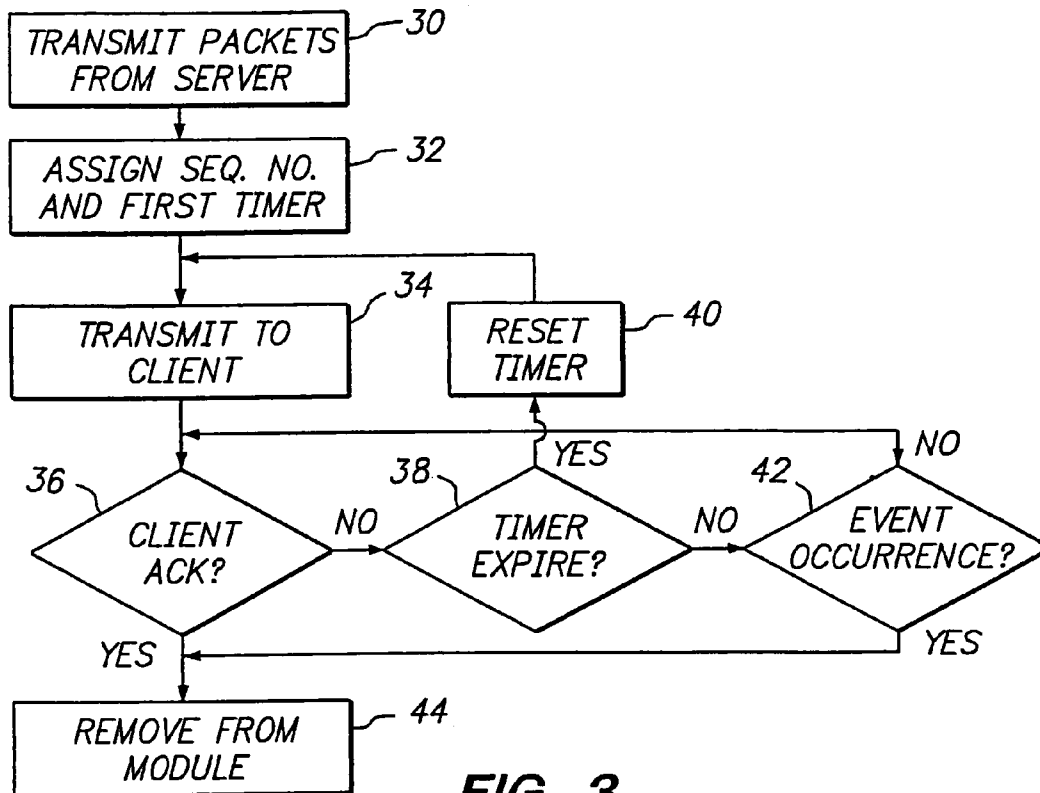 TRANSMIT PACKETS
FROM SERVER
30
ASSIGN SEQ. NO.
AND FIRST TIMER
32
TRANSMIT TO
CLIENT
34
RESET
TIMER
40
36
CLIENT
ACK?
NO
38
TIMER
EXPIRE?
YES
NO
42
EVENT
OCCURRENCE?
NO
YES
YES
REMOVE FROM
MODULE
44
FIG. 3